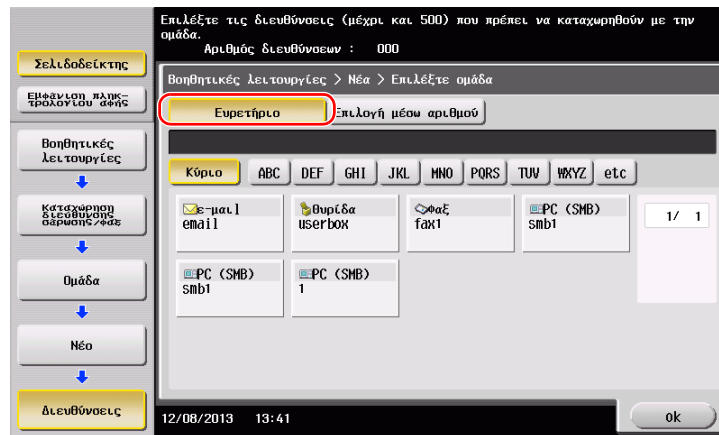 Επιλέξτε τις διευθύνσεις (μέχρι και 500) που πρέπει να καταχωρηθούν με την
ομάδα.
Αριθμός διευθύνσεων : 000
Σελιδοδείκτης
Εμφάνιση πληκ-
τρολογίου αφής
Βοηθητικές
λειτουργίες
Καταχώρηση
διεύθυνσης
σάρωσης/φαξ
Ομάδα
Νέο
Διευθύνσεις
Βοηθητικές λειτουργίες > Νέα > Επιλέξτε ομάδα
Ευρετήριο
Επιλογή μέσω αριθμού
Κύριο ABC DEF GHI JKL MNO PQRS TUV WXYZ etc
ε-μαιl θυρίδα Φαξ PC (SMB)
email userbox fax1 smb1
1/ 1
PC (SMB) PC (SMB)
smb1 1
12/08/2013 13:41
ok